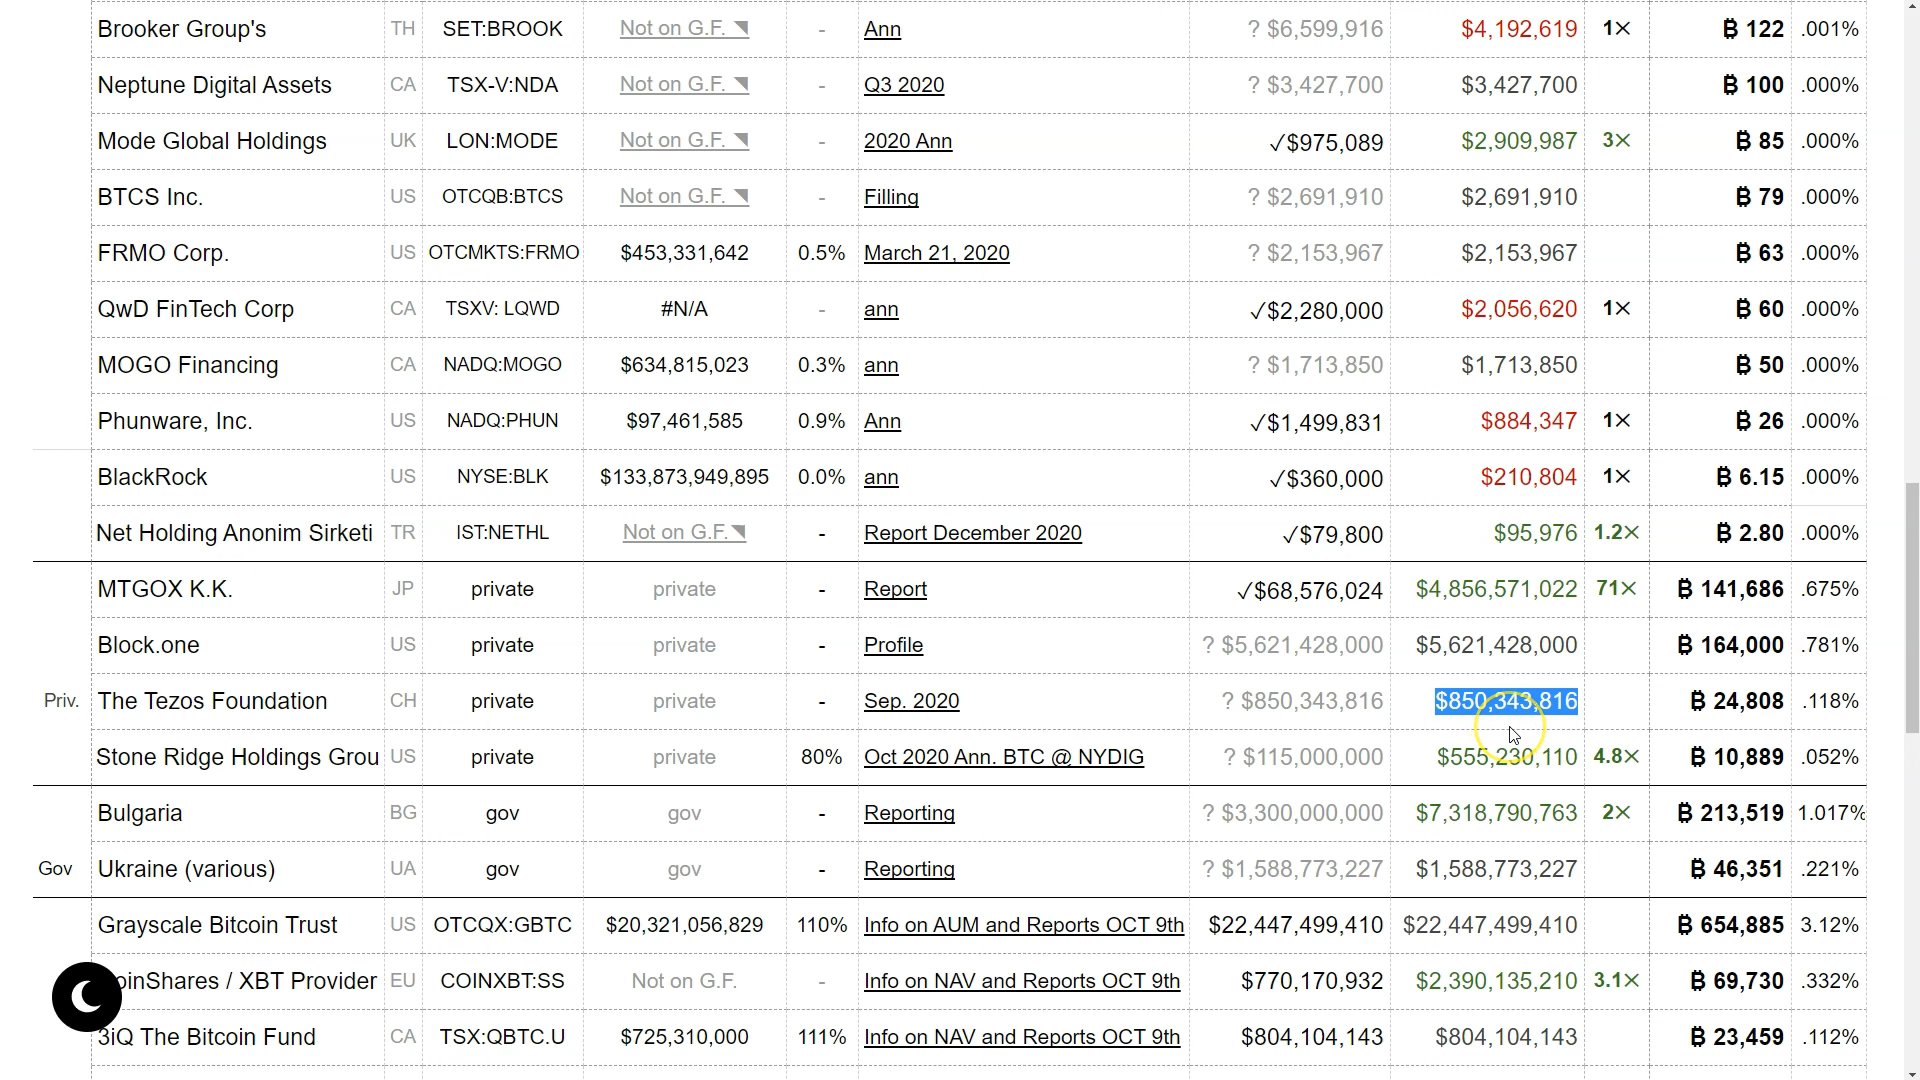 Brooker Group's TH SET:BROOK Not on G.F. ◥ - Ann ? $6,599,916 $4,192,619 1× ₿ 122 .001%
Neptune Digital Assets CA TSX-V:NDA Not on G.F. ◥ - Q3 2020 ? $3,427,700 $3,427,700 ₿ 100 .000%
Mode Global Holdings UK LON:MODE Not on G.F. ◥ - 2020 Ann ✓$975,089 $2,909,987 3× ₿ 85 .000%
BTCS Inc. US OTCQB:BTCS Not on G.F. ◥ - Filling ? $2,691,910 $2,691,910 ₿ 79 .000%
FRMO Corp. US OTCMKTS:FRMO $453,331,642 0.5% March 21, 2020 ? $2,153,967 $2,153,967 ₿ 63 .000%
QwD FinTech Corp CA TSXV: LQWD #N/A - ann ✓$2,280,000 $2,056,620 1× ₿ 60 .000%
MOGO Financing CA NADQ:MOGO $634,815,023 0.3% ann ? $1,713,850 $1,713,850 ₿ 50 .000%
Phunware, Inc. US NADQ:PHUN $97,461,585 0.9% Ann ✓$1,499,831 $884,347 1× ₿ 26 .000%
BlackRock US NYSE:BLK $133,873,949,895 0.0% ann ✓$360,000 $210,804 1× ₿ 6.15 .000%
Net Holding Anonim Sirketi TR IST:NETHL Not on G.F.◥ - Report December 2020 ✓$79,800 $95,976 1.2× ₿ 2.80 .000%
MTGOX K.K. JP private private - Report ✓$68,576,024 $4,856,571,022 71× ₿ 141,686 .675%
Block.one US private private - Profile ? $5,621,428,000 $5,621,428,000 ₿ 164,000 .781%
Priv. The Tezos Foundation CH private private - Sep. 2020 ? $850,343,816 $850,343,816 ₿ 24,808 .118%
Stone Ridge Holdings Grou US private private 80% Oct 2020 Ann. BTC @ NYDIG ? $115,000,000 $555,230,110 4.8× ₿ 10,889 .052%
Bulgaria BG gov gov - Reporting ? $3,300,000,000 $7,318,790,763 2× ₿ 213,519 1.017%
Gov Ukraine (various) UA gov gov - Reporting ? $1,588,773,227 $1,588,773,227 ₿ 46,351 .221%
Grayscale Bitcoin Trust US OTCQX:GBTC $20,321,056,829 110% Info on AUM and Reports OCT 9th $22,447,499,410 $22,447,499,410 ₿ 654,885 3.12%
oinShares / XBT Provider EU COINXBT:SS Not on G.F. - Info on NAV and Reports OCT 9th $770,170,932 $2,390,135,210 3.1× ₿ 69,730 .332%
3iQ The Bitcoin Fund CA TSX:QBTC.U $725,310,000 111% Info on NAV and Reports OCT 9th $804,104,143 $804,104,143 ₿ 23,459 .112%